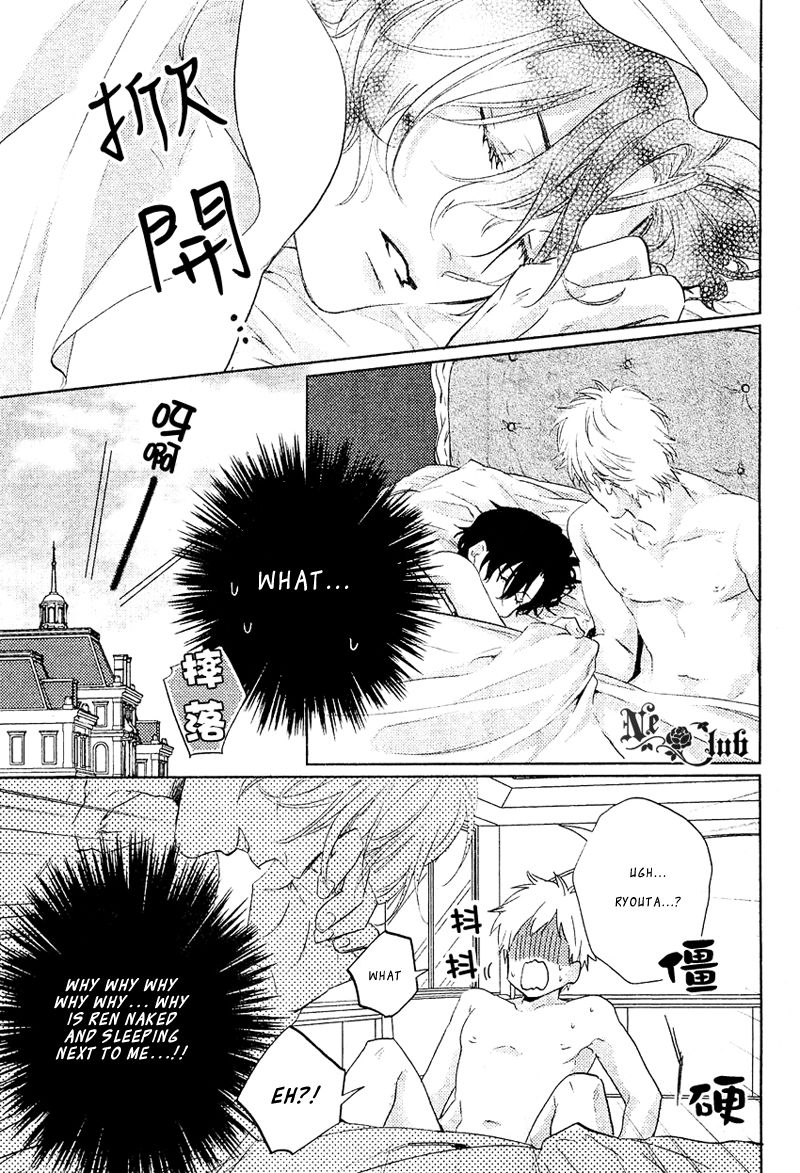 掀
開
呀
啊
WHAT...
摔
落
Ne Club
UGH...
RYOUTA...?
僵
硬
抖
抖
WHAT
EH?!
WHY WHY WHY
WHY WHY... WHY
IS REN NAKED
AND SLEEPING
NEXT TO ME...!!